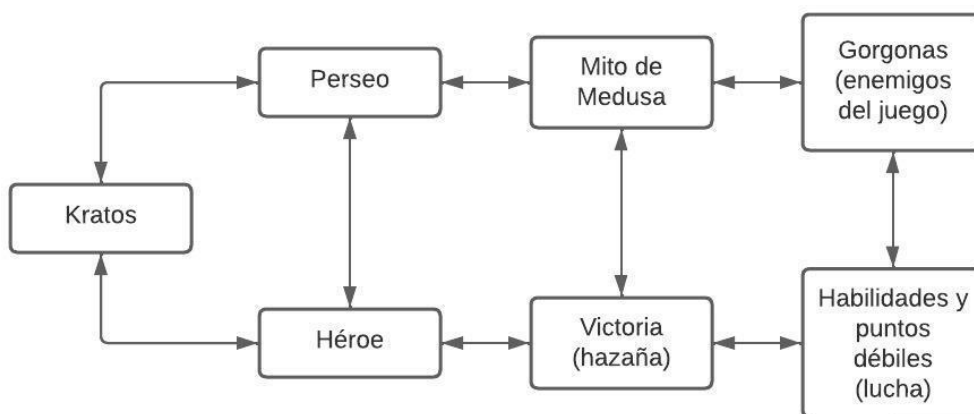 Perseo
Mito de
Medusa
Gorgonas
(enemigos
del juego)
Kratos
Héroe
Victoria
(hazaña)
Habilidades y
puntos
débiles
(lucha)